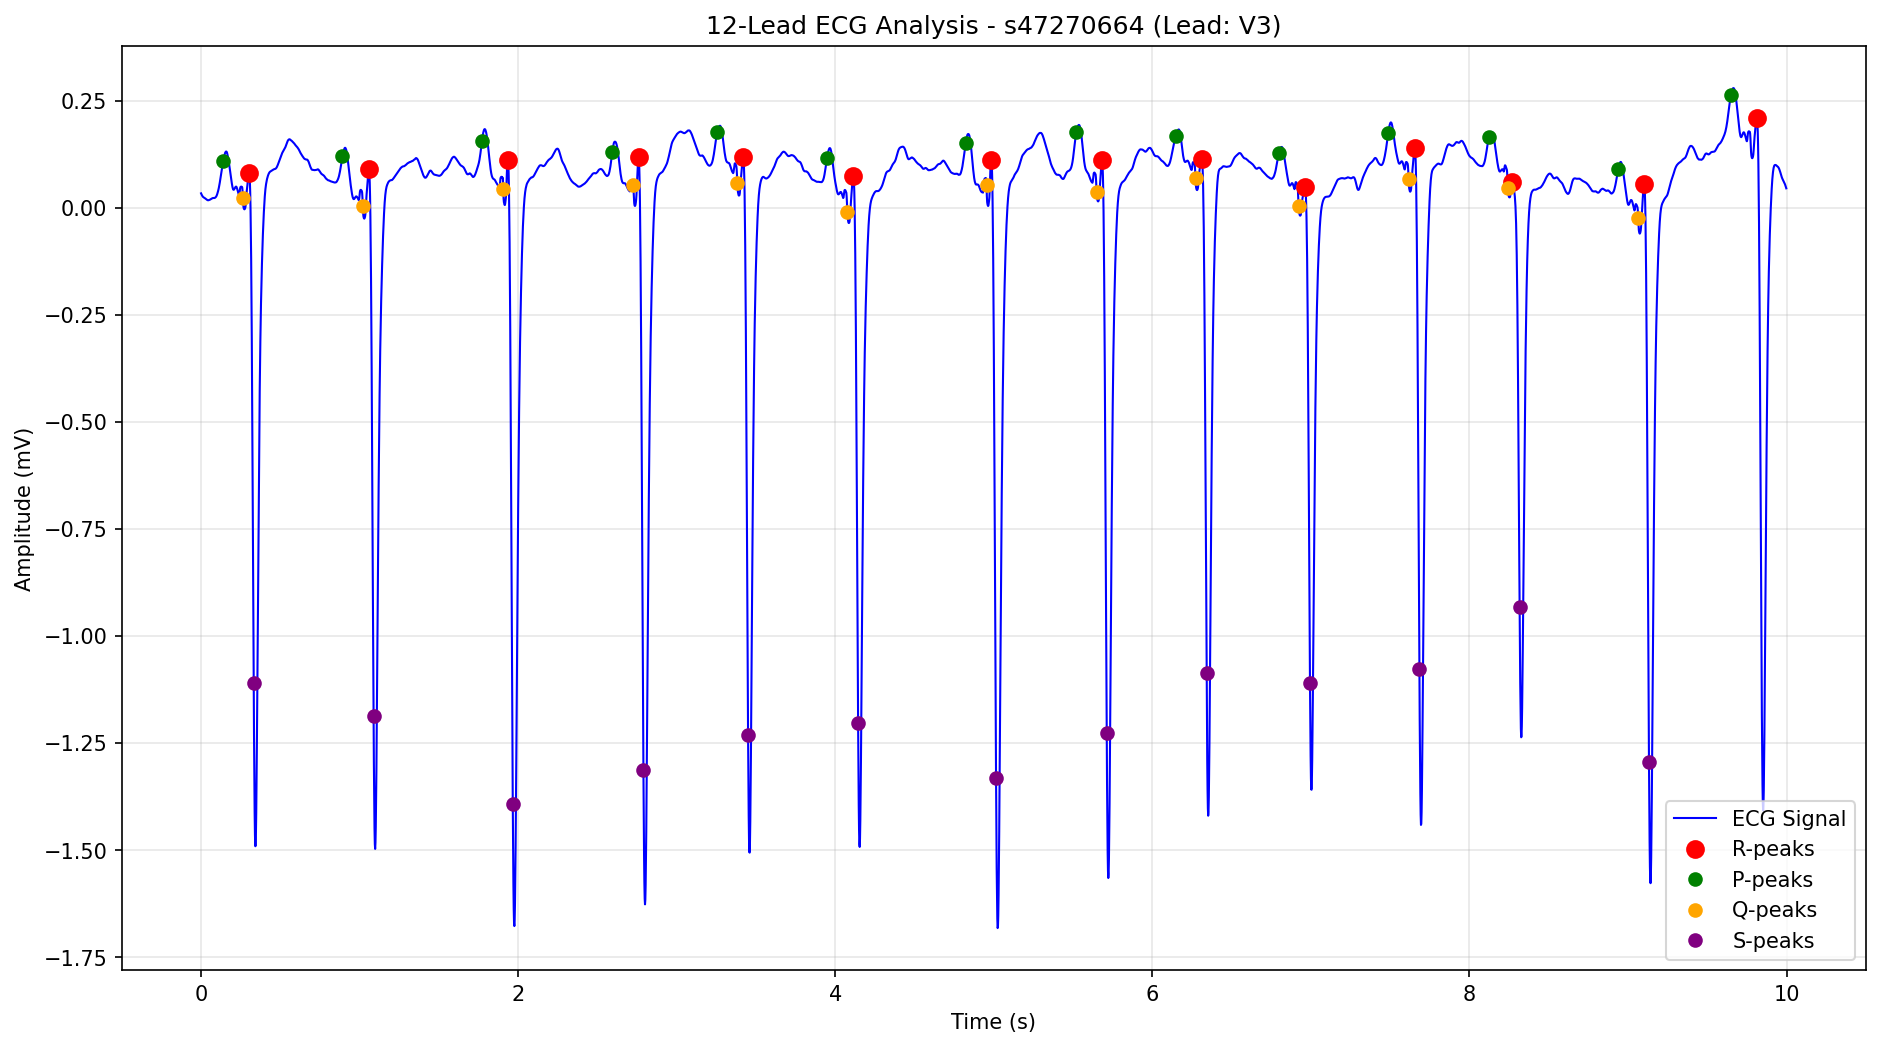 12-Lead ECG Analysis - s47270664 (Lead: V3)
0.25
0.00
−0.25
−0.50
−0.75
−1.00
−1.25
−1.50
−1.75
Amplitude (mV)
0 2 4 6 8 10
Time (s)
ECG Signal
R-peaks
P-peaks
Q-peaks
S-peaks